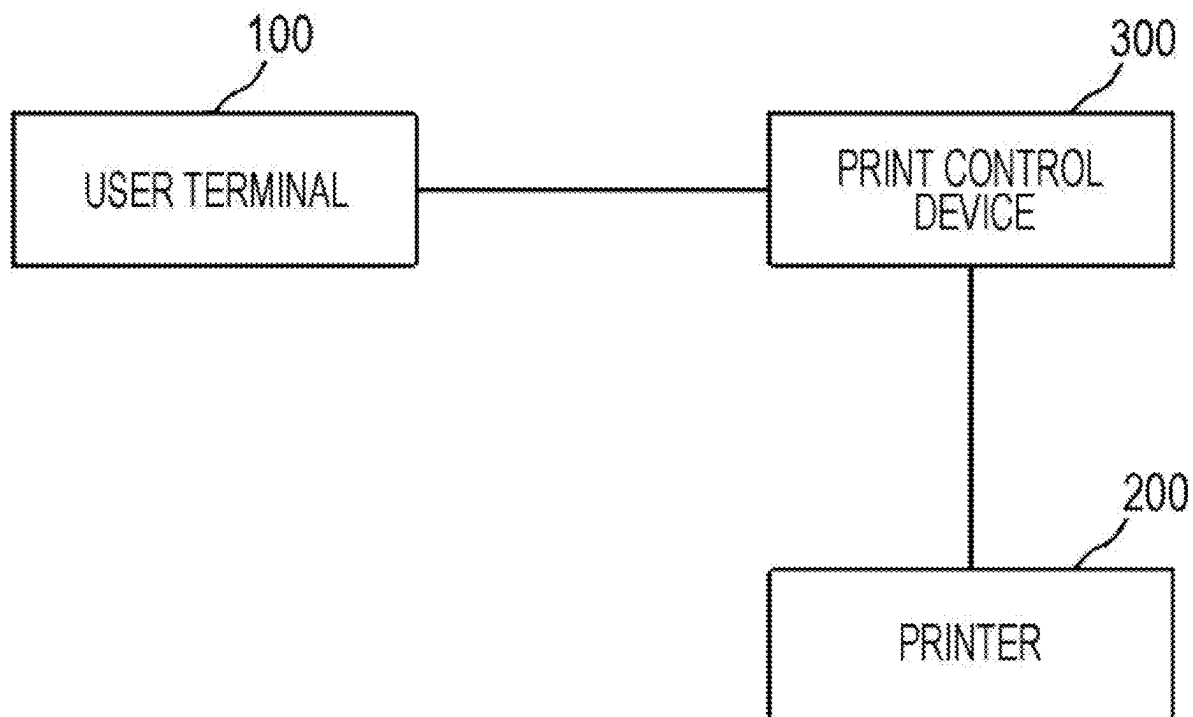 100
300
USER TERMINAL
PRINT CONTROL
DEVICE
200
PRINTER